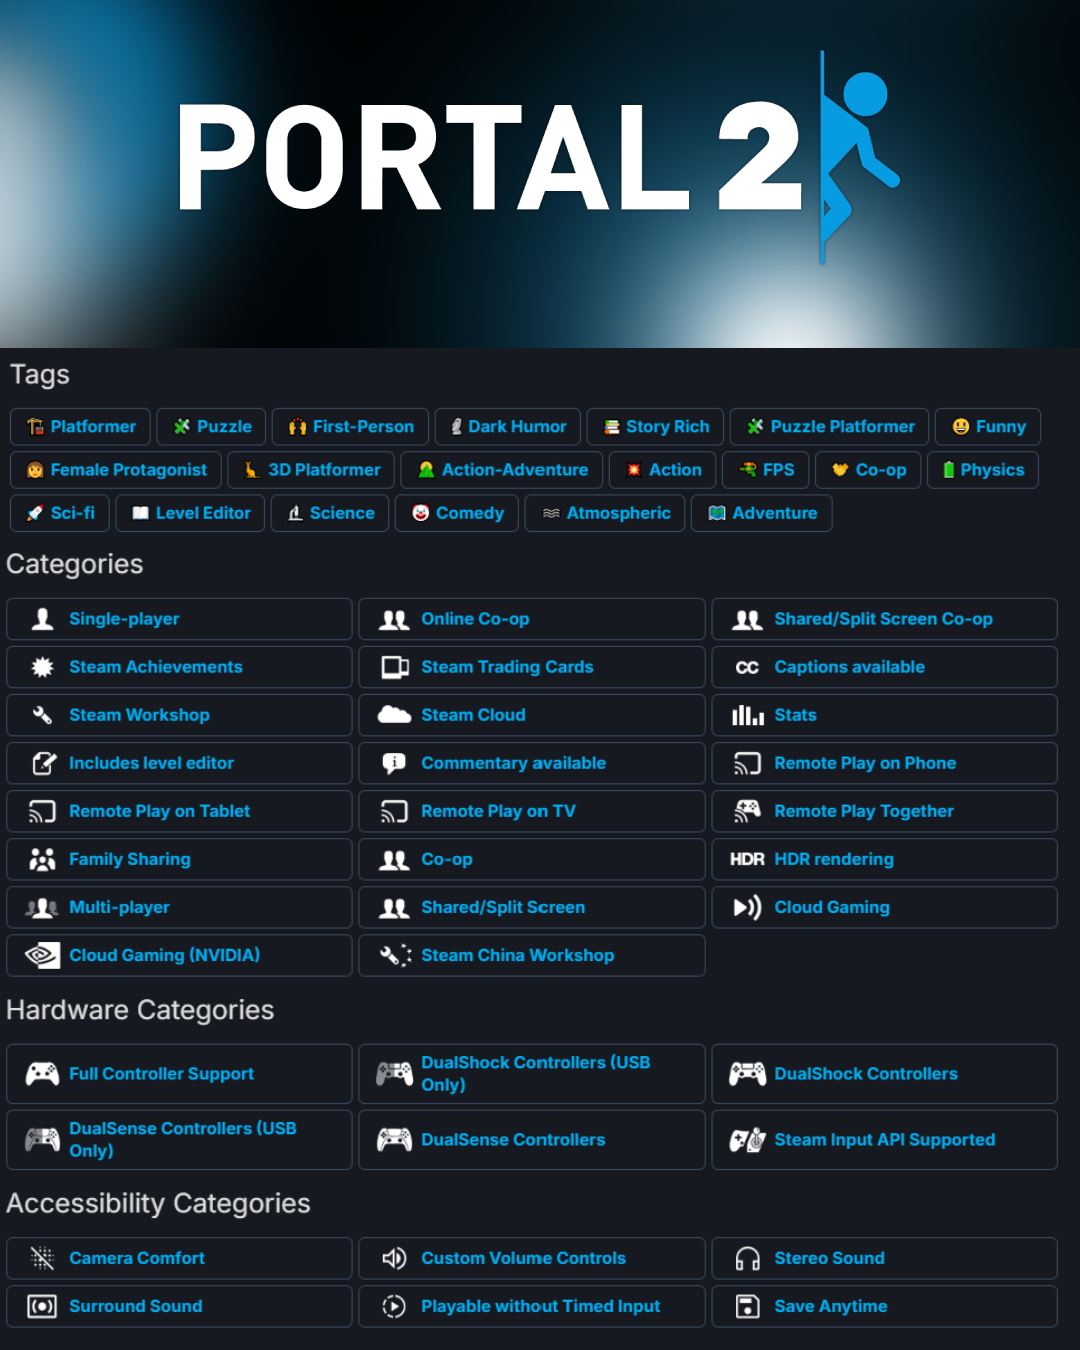 PORTAL 2
Tags
Platformer Puzzle First-Person Dark Humor Story Rich Puzzle Platformer Funny
Female Protagonist 3D Platformer Action-Adventure Action FPS Co-op Physics
Sci-fi Level Editor Science Comedy Atmospheric Adventure
Categories
Single-player Online Co-op Shared/Split Screen Co-op
Steam Achievements Steam Trading Cards CC Captions available
Steam Workshop Steam Cloud Stats
Includes level editor Commentary available Remote Play on Phone
Remote Play on Tablet Remote Play on TV Remote Play Together
Family Sharing Co-op HDR HDR rendering
Multi-player Shared/Split Screen Cloud Gaming
Cloud Gaming (NVIDIA) Steam China Workshop
Hardware Categories
Full Controller Support DualShock Controllers (USB Only) DualShock Controllers
DualSense Controllers (USB Only) DualSense Controllers Steam Input API Supported
Accessibility Categories
Camera Comfort Custom Volume Controls Stereo Sound
Surround Sound Playable without Timed Input Save Anytime